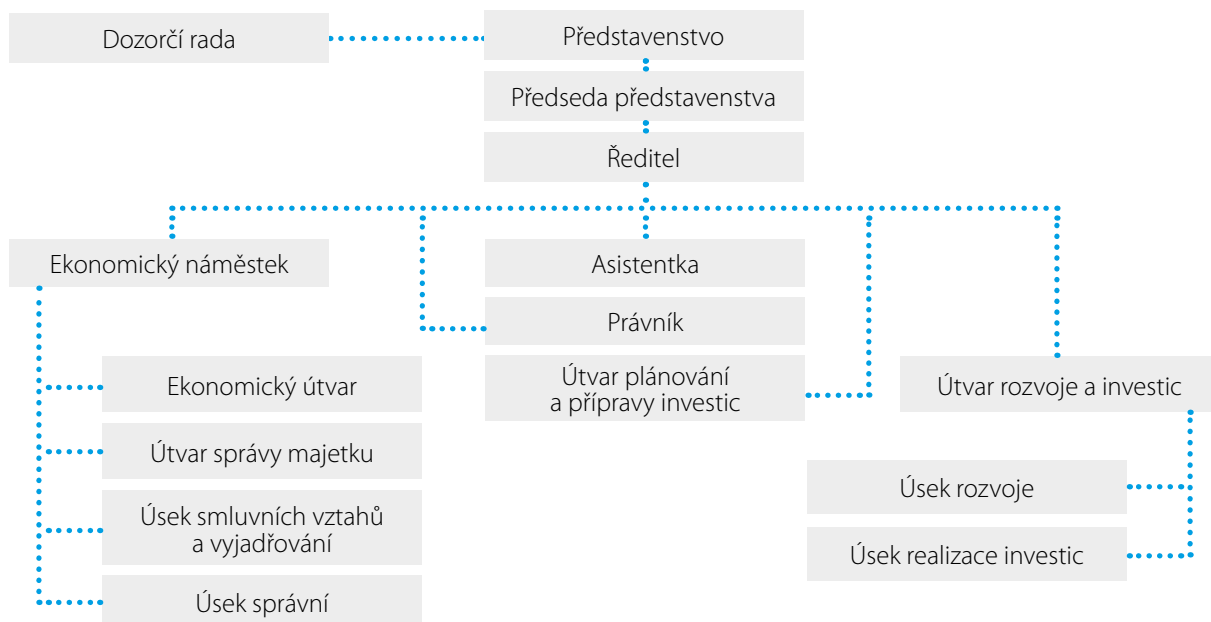 Dozorčí rada
Představenstvo
Předseda představenstva
Ředitel
Ekonomický náměstek
Asistentka
Právník
Útvar plánování
a přípravy investic
Útvar rozvoje a investic
Ekonomický útvar
Útvar správy majetku
Úsek smluvních vztahů
a vyjadřování
Úsek správní
Úsek rozvoje
Úsek realizace investic